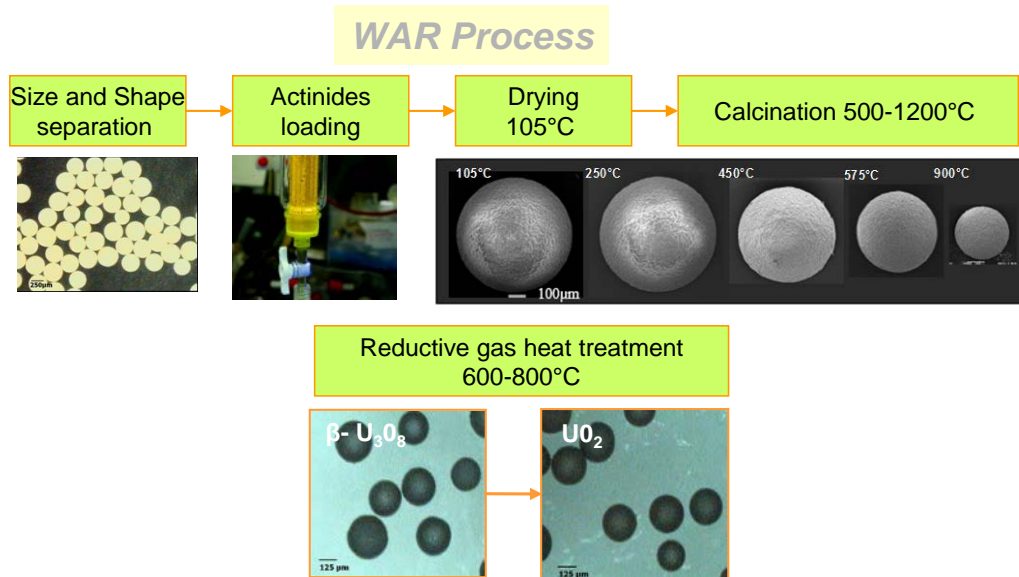 WAR Process
Size and Shape
separation
Actinides
loading
Drying
105°C
Calcination 500-1200°C
250µm
105°C
250°C
450°C
575°C
900°C
100µm
Reductive gas heat treatment
600-800°C
β- U₃0₈
125 µm
U0₂
125 µm